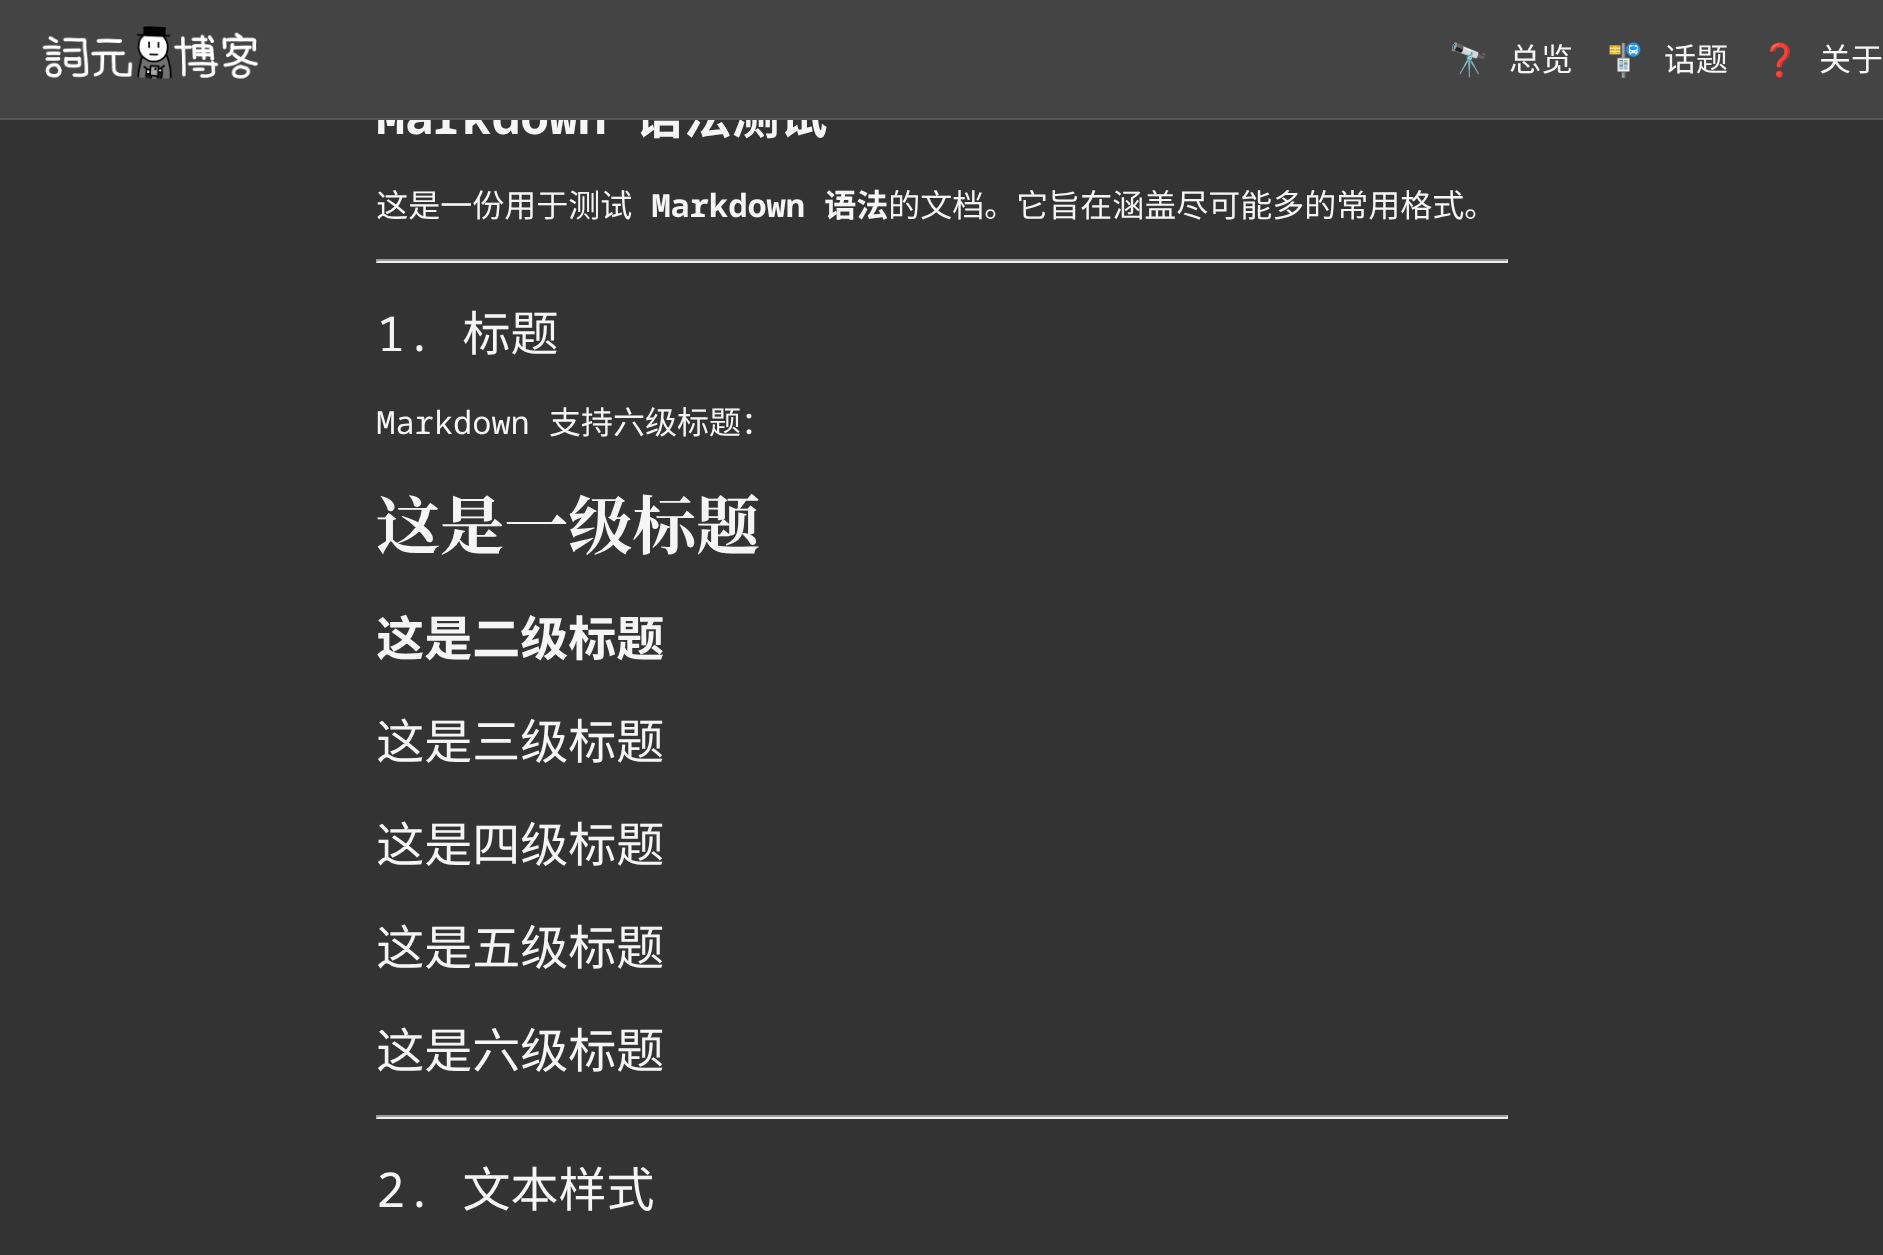 詞元博客
🔭 总览 🚏 话题 ❓ 关于
Markdown 语法测试
这是一份用于测试 Markdown 语法的文档。它旨在涵盖尽可能多的常用格式。
1. 标题
Markdown 支持六级标题：
这是一级标题
这是二级标题
这是三级标题
这是四级标题
这是五级标题
这是六级标题
2. 文本样式